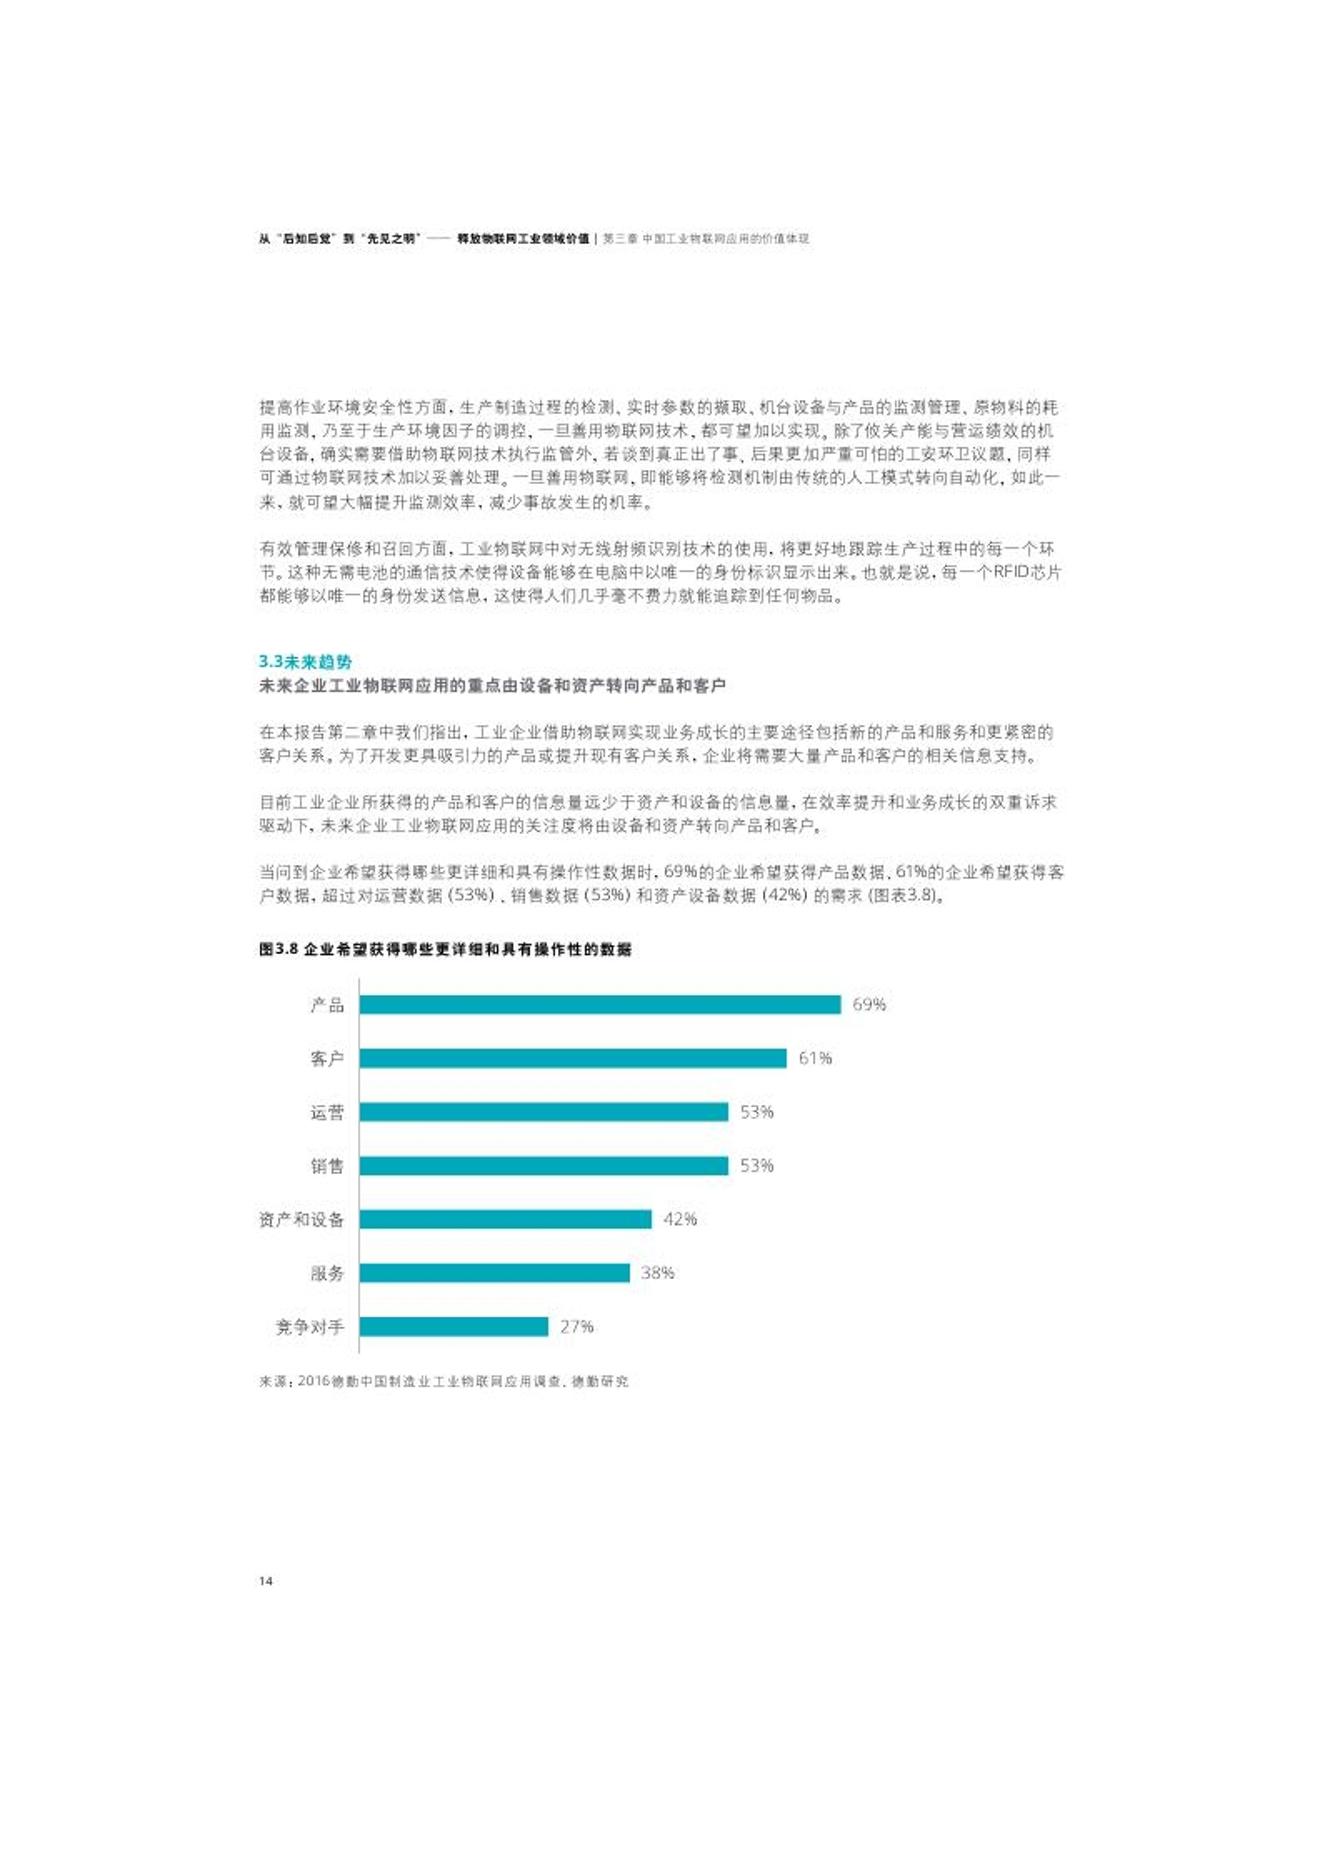 从“后知后觉”到“先见之明”—— 释放物联网工业领域价值 | 第三章 中国工业物联网应用的价值体现
提高作业环境安全性方面，生产制造过程的检测、实时参数的撷取、机台设备与产品的监测管理、原物料的耗
用监测，乃至于生产环境因子的调控，一旦善用物联网技术，都可望加以实现。除了攸关产能与营运绩效的机
台设备，确实需要借助物联网技术执行监管外，若谈到真正出了事，后果更加严重可怕的工安环卫议题，同样
可通过物联网技术加以妥善处理。一旦善用物联网，即能够将检测机制由传统的人工模式转向自动化，如此一
来，就可望大幅提升监测效率，减少事故发生的机率。
有效管理保修和召回方面，工业物联网中对无线射频识别技术的使用，将更好地跟踪生产过程中的每一个环
节。这种无需电池的通信技术使得设备能够在电脑中以唯一的身份标识显示出来。也就是说，每一个RFID芯片
都能够以唯一的身份发送信息，这使得人们几乎毫不费力就能追踪到任何物品。
3.3未来趋势
未来企业工业物联网应用的重点由设备和资产转向产品和客户
在本报告第二章中我们指出，工业企业借助物联网实现业务成长的主要途径包括新的产品和服务和更紧密的
客户关系。为了开发更具吸引力的产品或提升现有客户关系，企业将需要大量产品和客户的相关信息支持。
目前工业企业所获得的产品和客户的信息量远少于资产和设备的信息量，在效率提升和业务成长的双重诉求
驱动下，未来企业工业物联网应用的关注度将由设备和资产转向产品和客户。
当问到企业希望获得哪些更详细和具有操作性数据时，69%的企业希望获得产品数据、61%的企业希望获得客
户数据，超过对运营数据 (53%) 、销售数据 (53%) 和资产设备数据 (42%) 的需求 (图表3.8)。
图3.8 企业希望获得哪些更详细和具有操作性的数据
产品 69%
客户 61%
运营 53%
销售 53%
资产和设备 42%
服务 38%
竞争对手 27%
来源：2016德勤中国制造业工业物联网应用调查、德勤研究
14